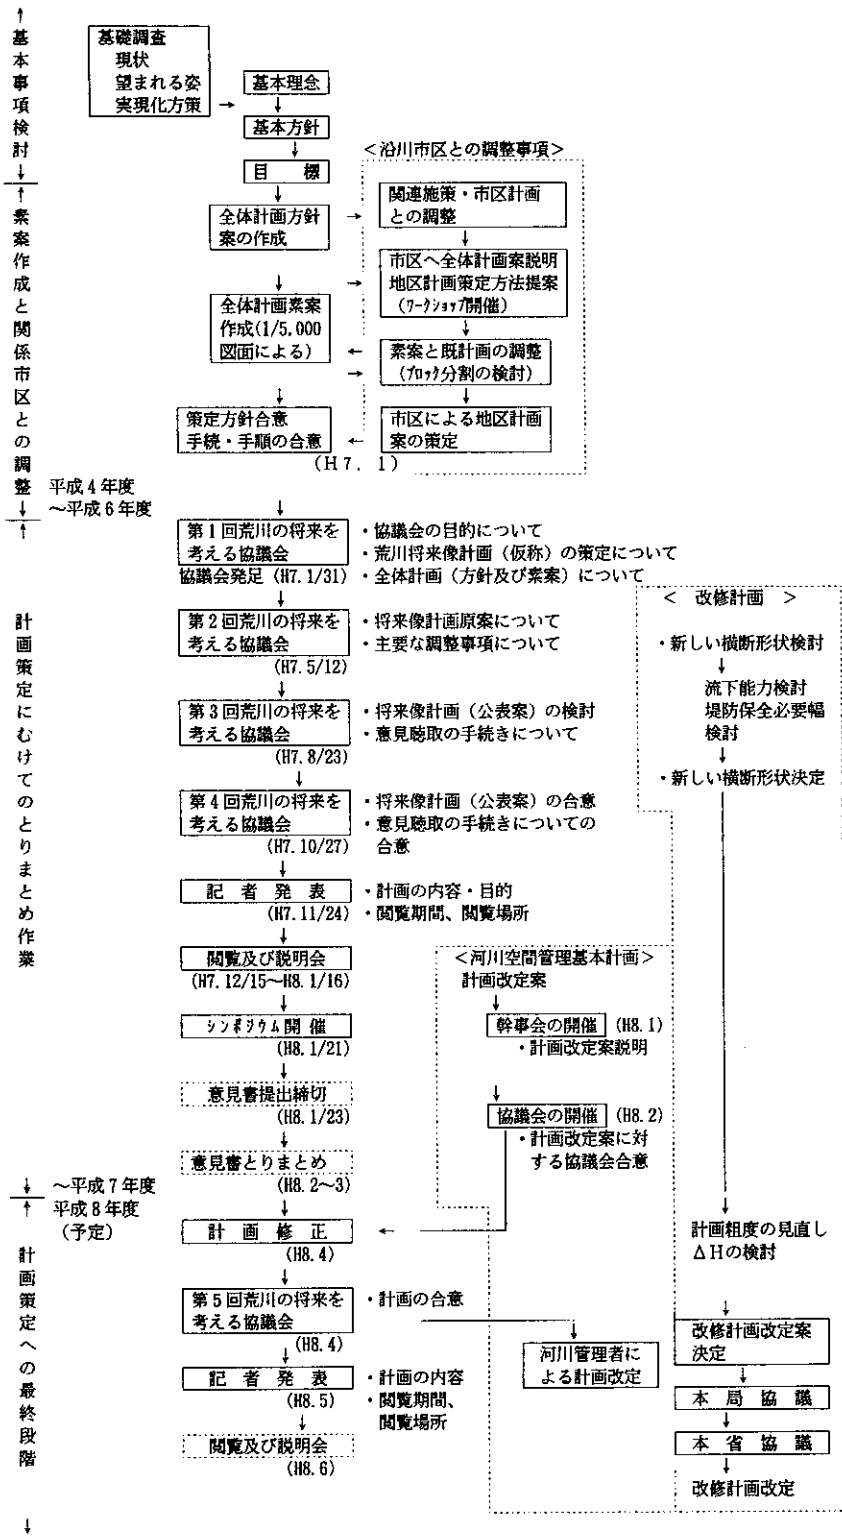 基本事項検討
基礎調査
現状
望まれる姿
実現化方策
基本理念
基本方針
目　標
素案作成と関係市区との調整
全体計画方針
案の作成
<沿川市区との調整事項>
関連施策・市区計画
との調整
市区へ全体計画案説明
地区計画策定方法提案
(ワークショップ開催)
全体計画素案
作成(1/5.000
図面による)
素案と既計画の調整
(ブロック分割の検討)
策定方針合意
手続・手順の合意
(H7. 1)
市区による地区計画
案の策定
平成4年度
～平成6年度
計画策定にむけてのとりまとめ作業
第1回荒川の将来を
考える協議会
協議会発足 (H7.1/31)
・協議会の目的について
・荒川将来像計画（仮称）の策定について
・全体計画（方針及び素案）について
第2回荒川の将来を
考える協議会
(H7.5/12)
・将来像計画原案について
・主要な調整事項について
第3回荒川の将来を
考える協議会
(H7.8/23)
・将来像計画（公表案）の検討
・意見聴取の手続きについて
第4回荒川の将来を
考える協議会
(H7.10/27)
・将来像計画（公表案）の合意
・意見聴取の手続きについての
合意
記者発表
(H7.11/24)
・計画の内容・目的
・閲覧期間、閲覧場所
閲覧及び説明会
(H7.12/15～H8.1/16)
シンポジウム開催
(H8.1/21)
意見書提出締切
(H8.1/23)
意見書とりまとめ
(H8.2～3)
<河川空間管理基本計画>
計画改定案
幹事会の開催 (H8.1)
・計画改定案説明
協議会の開催 (H8.2)
・計画改定案に対
する協議会合意
<　改修計画　>
・新しい横断形状検討
流下能力検討
堤防保全必要幅
検討
・新しい横断形状決定
計画粗度の見直し
ΔHの検討
改修計画改定案
決定
本局協議
本省協議
改修計画改定
～平成7年度
平成8年度
(予定)
計画策定への最終段階
計画修正
(H8.4)
第5回荒川の将来を
考える協議会
(H8.4)
・計画の合意
河川管理者に
よる計画改定
記者発表
(H8.5)
・計画の内容
・閲覧期間、
閲覧場所
閲覧及び説明会
(H8.6)